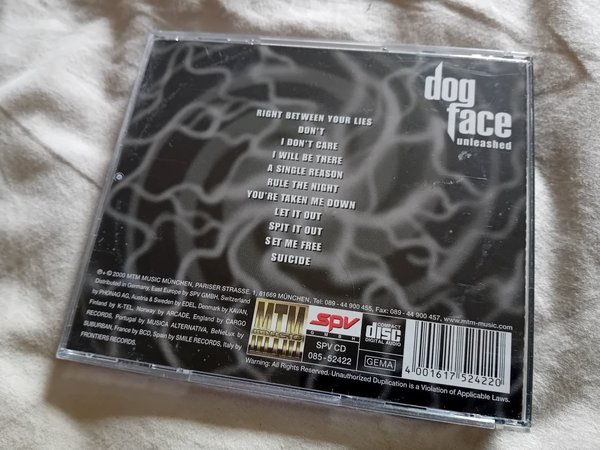 dog
face
unleashed
RIGHT BETWEEN YOUR LIES
DON'T
I DON'T CARE
I WILL BE THERE
A SINGLE REASON
RULE THE NIGHT
YOU'RE TAKEN ME DOWN
LET IT OUT
SPIT IT OUT
SET ME FREE
SUICIDE
℗+© 2000 MTM MUSIC MÜNCHEN, PARISER STRASSE 1, 81669 MÜNCHEN, Tel: 089 - 44 900 455, Fax: 089 - 44 900 457, http://www.mtm-music.com
Distributed in Germany, East Europe by SPV GMBH, Switzerland
by PHONAG AG, Austria & Sweden by EDEL, Denmark by KAVAN,
Finland by K-TEL, Norway by ARCADE, England by CARGO
RECORDS, Portugal by MUSICA ALTERNATIVA, BeNeLux by
SUBURBAN, France by BCD, Spain by SMILE RECORDS, Italy by
FRONTIERS RECORDS.
MTM
SPV
SPV CD
085-52422
COMPACT
disc
DIGITAL AUDIO
GEMA
4 001617 524220
Warning: All Rights Reserved. Unauthorized Duplication is a Violation of Applicable Laws.